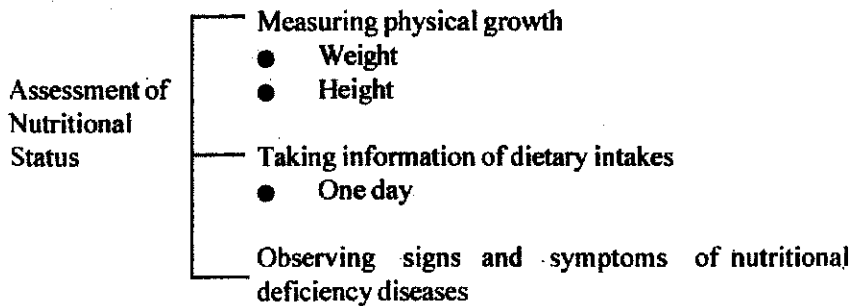 Assessment of
Nutritional
Status
Measuring physical growth
● Weight
● Height
Taking information of dietary intakes
● One day
Observing signs and symptoms of nutritional
deficiency diseases